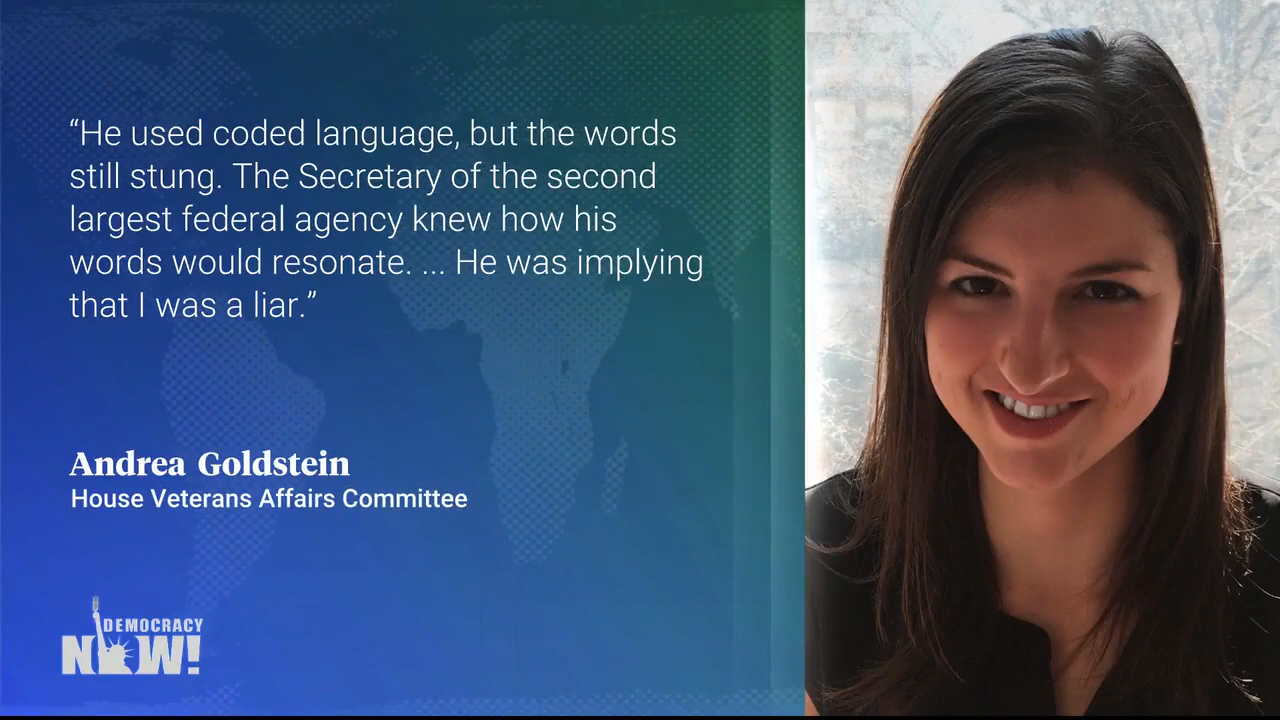 “He used coded language, but the words
still stung. The Secretary of the second
largest federal agency knew how his
words would resonate. ... He was implying
that I was a liar.”
Andrea Goldstein
House Veterans Affairs Committee
DEMOCRACY
NOW!